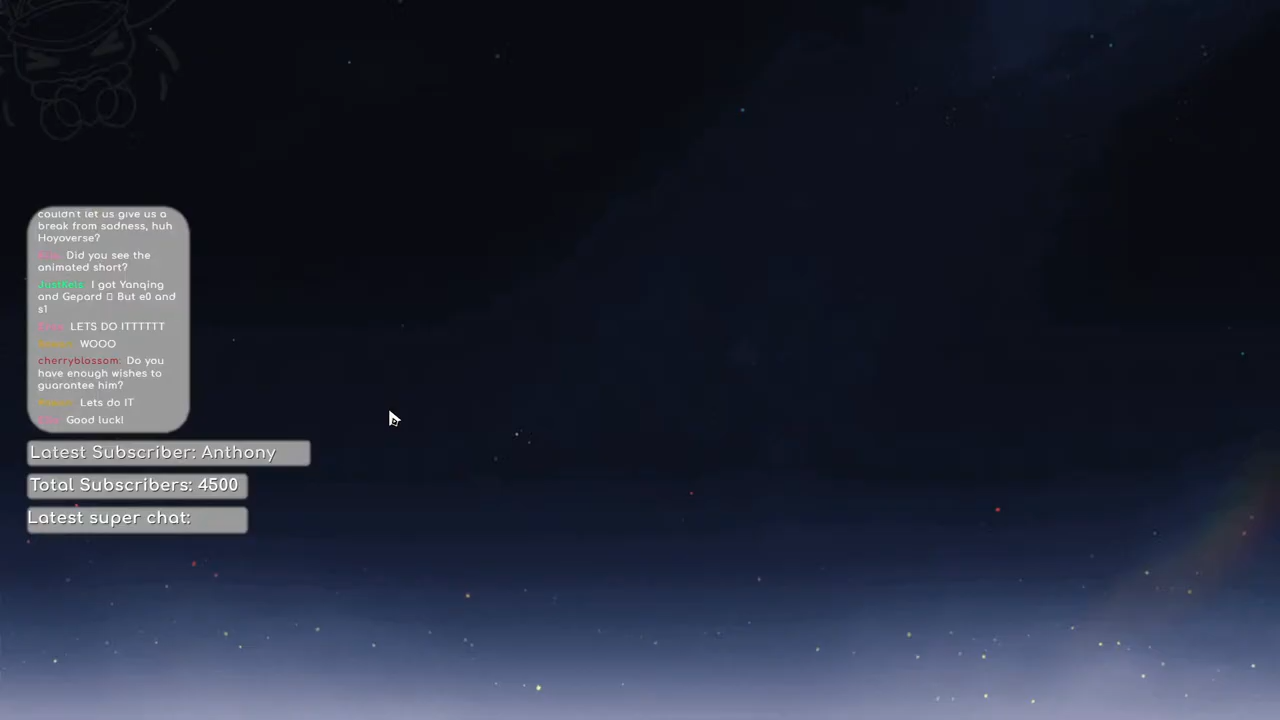 couldn't let us give us a
break from sadness, huh
Hoyoverse?
Did you see the
animated short?
I got Yanqing
and Gepard But e0 and
s1
LETS DO ITTTTTT
WOOO
cherryblossom: Do you
have enough wishes to
guarantee him?
Lets do IT
Good luck!
Latest Subscriber: Anthony
Total Subscribers: 4500
Latest super chat: